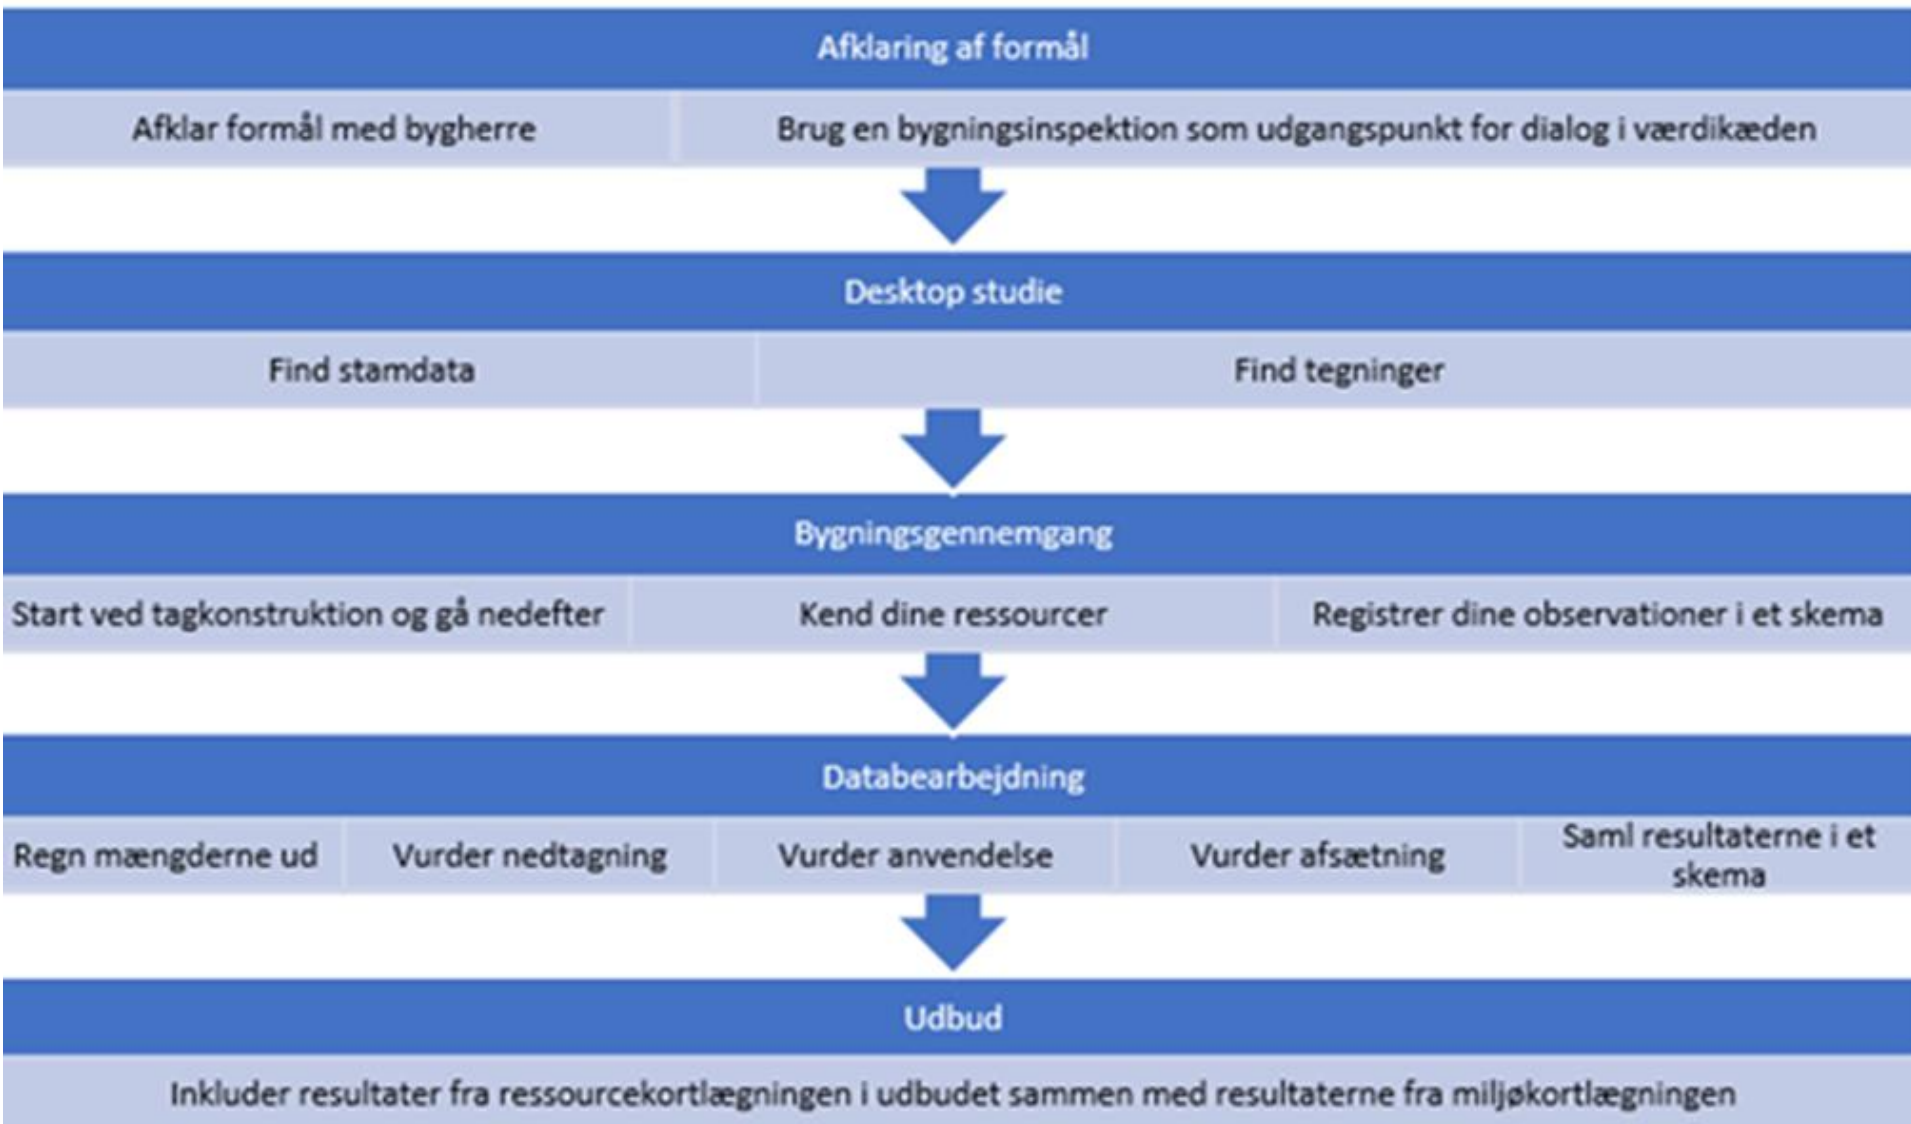 Afklaring af formål
Afklar formål med bygherre
Brug en bygningsinspektion som udgangspunkt for dialog i værdikæden
Desktop studie
Find stamdata
Find tegninger
Bygningsgennemgang
Start ved tagkonstruktion og gå nedefter
Kend dine ressourcer
Registrer dine observationer i et skema
Databearbejdning
Regn mængderne ud
Vurder nedtagning
Vurder anvendelse
Vurder afsætning
Saml resultaterne i et
skema
Udbud
Inkluder resultater fra ressourcekortlægningen i udbudet sammen med resultaterne fra miljøkortlægningen